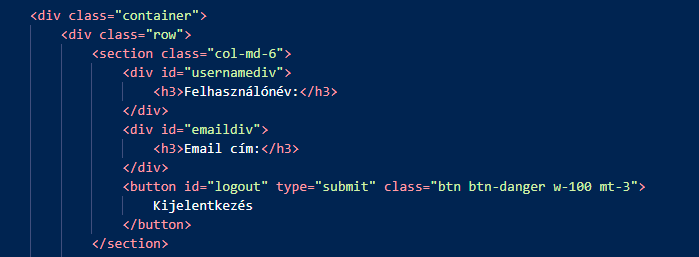 <div class="container">
<div class="row">
<section class="col-md-6">
<div id="usernamediv">
<h3>Felhasználónév:</h3>
</div>
<div id="emaildiv">
<h3>Email cím:</h3>
</div>
<button id="logout" type="submit" class="btn btn-danger w-100 mt-3">
Kijelentkezés
</button>
</section>